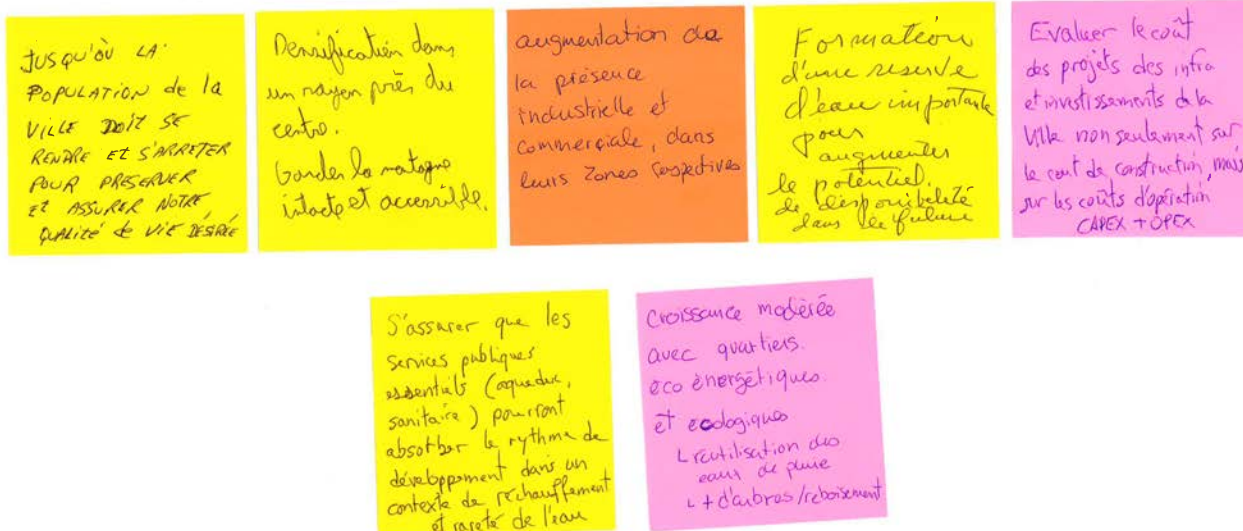 JUSQU'OÙ LA
POPULATION de la
VILLE DOIT SE
RENDRE ET S'ARRETER
POUR PRESERVER
ET ASSURER NOTRE
QUALITÉ de VIE DÉSIRÉE
Densification dans
un rayon près du
centre.
Garder la montagne
intacte et accessible.
augmentation de
la présence
industrielle et
commerciale, dans
leurs zones respectives
Formation
d'une reserve
d'eau importante
pour
augmenter
le potentiel
de disponibilité
dans le future
Evaluer le coût
des projets des infra
et investissements de la
Ville non seulement sur
le cout de construction, mais
sur les coûts d'opération
CAPEX + OPEX
S'assurer que les
services publiques
essentiels (aqueduc,
sanitaire) pourront
absorber le rythme de
développement dans un
contexte de réchauffement
et rareté de l'eau
Croissance modérée
avec quartiers.
eco énergétiques.
et ecologiques
↳ réutilisation des
eaux de pluie
↳ + d'arbres/reboisement